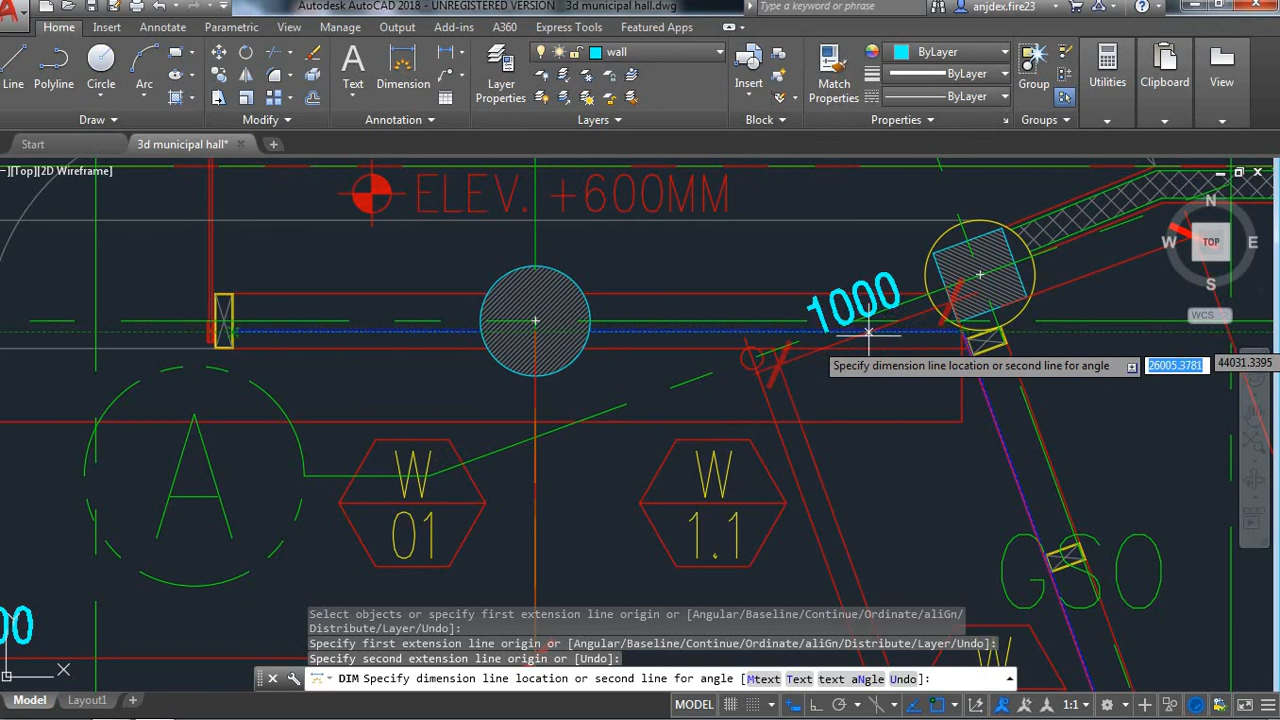 Autodesk AutoCAD 2018 - UNREGISTERED VERSION 3d municipal hall.dwg
Type a keyword or phrase
anjdex.fire23
Home Insert Annotate Parametric View Manage Output Add-ins A360 Express Tools Featured Apps
Line Polyline Circle Arc
Text Dimension
Layer Properties
wall
Insert
Match Properties
ByLayer
ByLayer
ByLayer
Group
Utilities
Clipboard
View
Draw Modify Annotation Layers Block Properties Groups
Start 3d municipal hall*
][Top][2D Wireframe]
ELEV. +600MM
N
W TOP E
S
WCS
1000
Specify dimension line location or second line for angle 26005.3781 44031.3395
A
W
01
W
1.1
GSO
00
W
Select objects or specify first extension line origin or [Angular/Baseline/Continue/Ordinate/aliGn/
Distribute/Layer/Undo]:
Specify first extension line origin or [Angular/Baseline/Continue/Ordinate/aliGn/Distribute/Layer/Undo]:
Specify second extension line origin or [Undo]:
DIM Specify dimension line location or second line for angle [Mtext Text text aNgle Undo]:
Model Layout1
MODEL 1:1